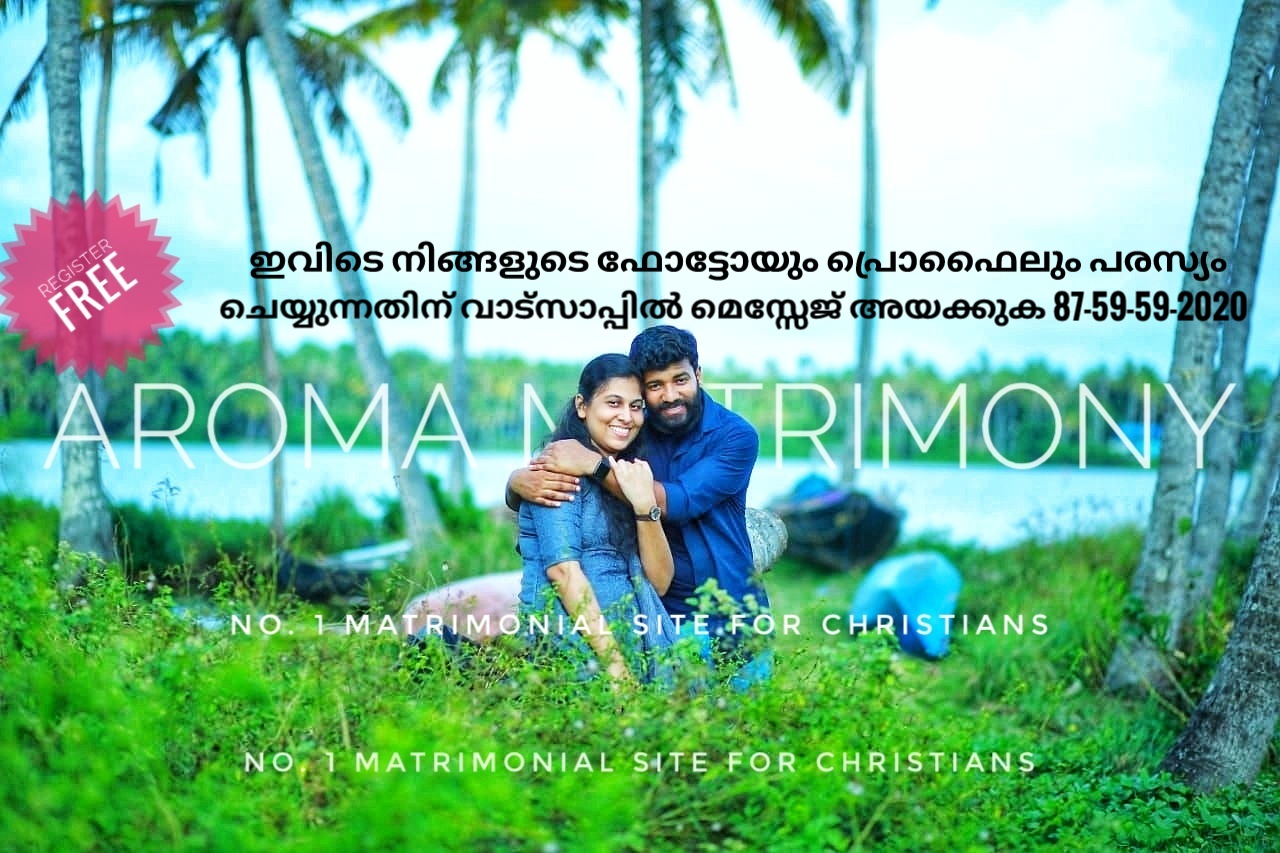 REGISTER
FREE
ഇവിടെ നിങ്ങളുടെ ഫോട്ടോയും പ്രൊഫൈലും പരസ്യം
ചെയ്യുന്നതിന് വാട്സാപ്പിൽ മെസ്സേജ് അയക്കുക 87-59-59-2020
AROMA MATRIMONY
NO. 1 MATRIMONIAL SITE FOR CHRISTIANS
NO. 1 MATRIMONIAL SITE FOR CHRISTIANS